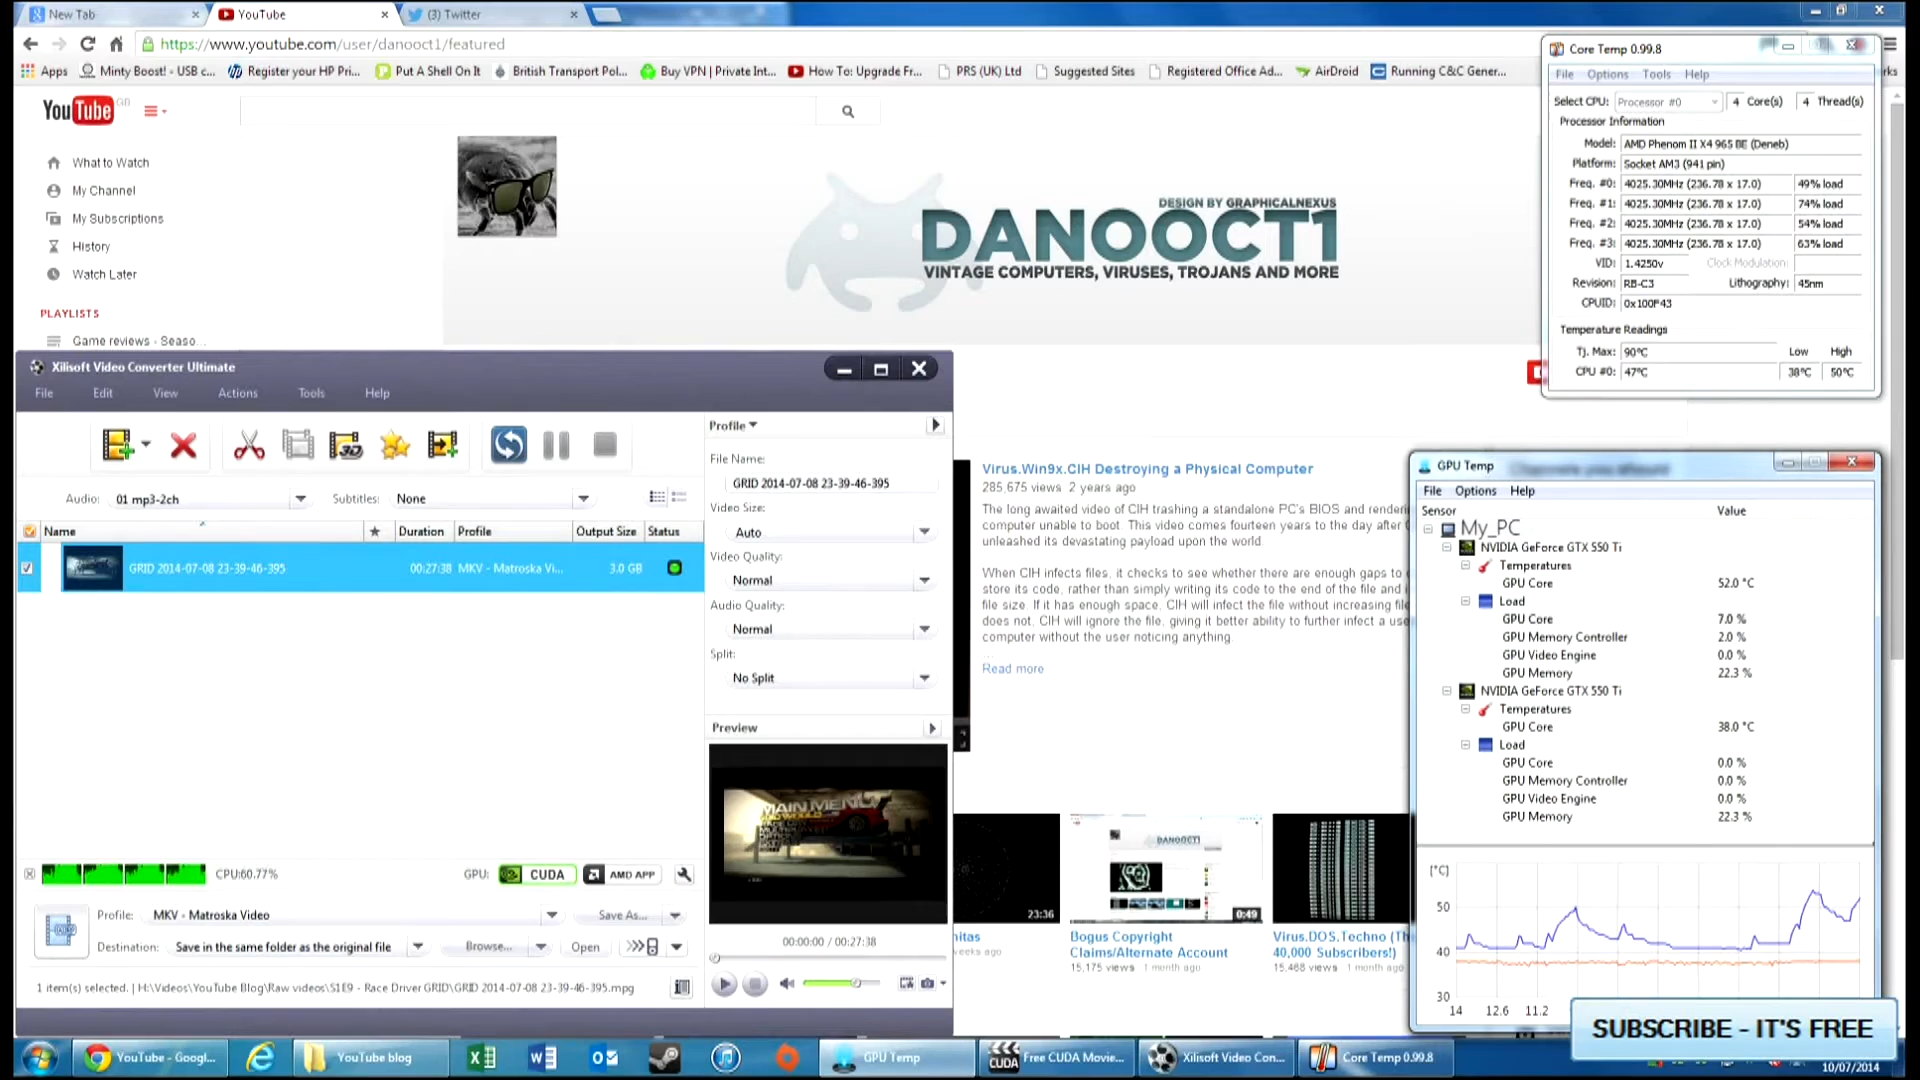 New Tab
YouTube
(3) Twitter
https://www.youtube.com/user/danooct1/featured
Apps
Minty Boost! - USB c...
Register your HP Pri...
Put A Shell On It
British Transport Pol...
Buy VPN | Private Int...
How To: Upgrade Fr...
PRS (UK) Ltd
Suggested Sites
Registered Office Ad...
AirDroid
Running C&C Gener...
YouTube GB
What to Watch
My Channel
My Subscriptions
History
Watch Later
PLAYLISTS
Game reviews - Seaso...
DESIGN BY GRAPHICALNEXUS
DANOOCT1
VINTAGE COMPUTERS, VIRUSES, TROJANS AND MORE
Core Temp 0.99.8
File Options Tools Help
Select CPU: Processor #0 4 Core(s) 4 Thread(s)
Processor Information
Model: AMD Phenom II X4 965 BE (Deneb)
Platform: Socket AM3 (941 pin)
Freq. #0: 4025.30MHz (236.78 x 17.0) 49% load
Freq. #1: 4025.30MHz (236.78 x 17.0) 74% load
Freq. #2: 4025.30MHz (236.78 x 17.0) 54% load
Freq. #3: 4025.30MHz (236.78 x 17.0) 63% load
VID: 1.4250v Clock Modulation:
Revision: RB-C3 Lithography: 45nm
CPUID: 0x100F43
Temperature Readings
Tj. Max: 90°C Low High
CPU #0: 47°C 38°C 50°C
Xilisoft Video Converter Ultimate
File Edit View Actions Tools Help
3D
Audio: 01 mp3-2ch Subtitles: None
Name Duration Profile Output Size Status
GRID 2014-07-08 23-39-46-395 00:27:38 MKV - Matroska Vi... 3.0 GB
Profile
File Name:
GRID 2014-07-08 23-39-46-395
Video Size:
Auto
Video Quality:
Normal
Audio Quality:
Normal
Split:
No Split
Preview
MAIN MENU
00:00:00 / 00:27:38
CPU:60.77% GPU: CUDA AMD APP
Profile: MKV - Matroska Video Save As...
Destination: Save in the same folder as the original file Browse... Open
1 item(s) selected. | H:\Videos\YouTube Blog\Raw videos\S1E9 - Race Driver GRID\GRID 2014-07-08 23-39-46-395.mpg
Virus.Win9x.CIH Destroying a Physical Computer
285,675 views 2 years ago
The long awaited video of CIH trashing a standalone PC's BIOS and renderin
computer unable to boot. This video comes fourteen years to the day after
unleashed its devastating payload upon the world.
When CIH infects files, it checks to see whether there are enough gaps to
store its code, rather than simply writing its code to the end of the file and i
file size. If it has enough space, CIH will infect the file without increasing file
does not, CIH will ignore the file, giving it better ability to further infect a use
computer without the user noticing anything.
...
Read more
23:36
DANOOCT1
0:49
nitas
eeks ago
Bogus Copyright
Claims/Alternate Account
15,175 views 1 month ago
Virus.DOS.Techno (Th
40,000 Subscribers!)
15,468 views 1 month ago
GPU Temp
File Options Help
Sensor Value
My_PC
NVIDIA GeForce GTX 550 Ti
Temperatures
GPU Core 52.0 °C
Load
GPU Core 7.0 %
GPU Memory Controller 2.0 %
GPU Video Engine 0.0 %
GPU Memory 22.3 %
NVIDIA GeForce GTX 550 Ti
Temperatures
GPU Core 38.0 °C
Load
GPU Core 0.0 %
GPU Memory Controller 0.0 %
GPU Video Engine 0.0 %
GPU Memory 22.3 %
[°C]
50
40
30
14 12.6 11.2
SUBSCRIBE - IT'S FREE
YouTube - Googl...
YouTube blog
GPU Temp
CUDA
Free CUDA Movie...
Xilisoft Video Con...
Core Temp 0.99.8
10/07/2014